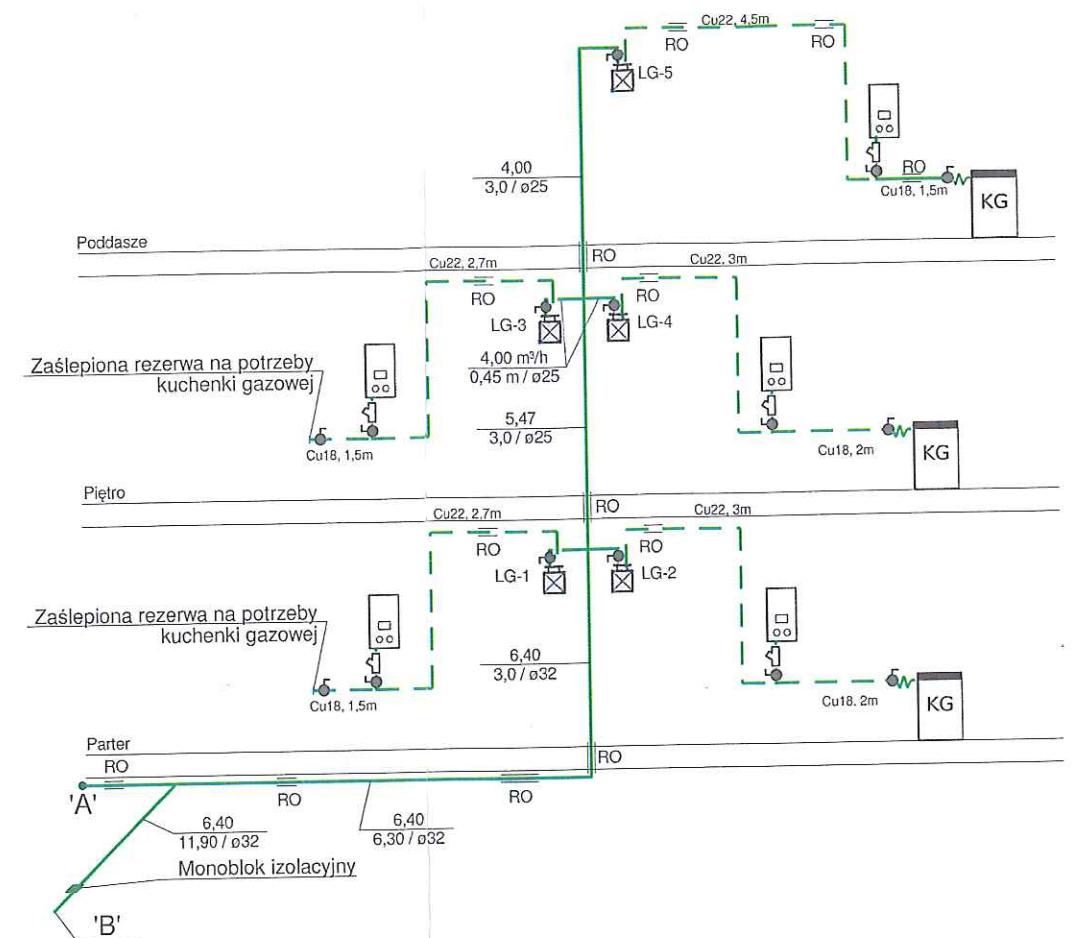 Cu22, 4,5m
RO
RO
LG-5
4,00
3,0 / ø25
RO
Cu18, 1,5m
KG
Poddasze
RO
Cu22, 2,7m
Cu22, 3m
RO
RO
LG-3
LG-4
4,00 m³/h
0,45 m / ø25
Zaślepiona rezerwa na potrzeby
kuchenki gazowej
5,47
3,0 / ø25
Cu18, 1,5m
Cu18, 2m
KG
Piętro
RO
Cu22, 2,7m
Cu22, 3m
RO
RO
LG-1
LG-2
Zaślepiona rezerwa na potrzeby
kuchenki gazowej
6,40
3,0 / ø32
Cu18, 1,5m
Cu18, 2m
KG
Parter
RO
RO
'A'
RO
RO
6,40
11,90 / ø32
6,40
6,30 / ø32
Monoblok izolacyjny
'B'